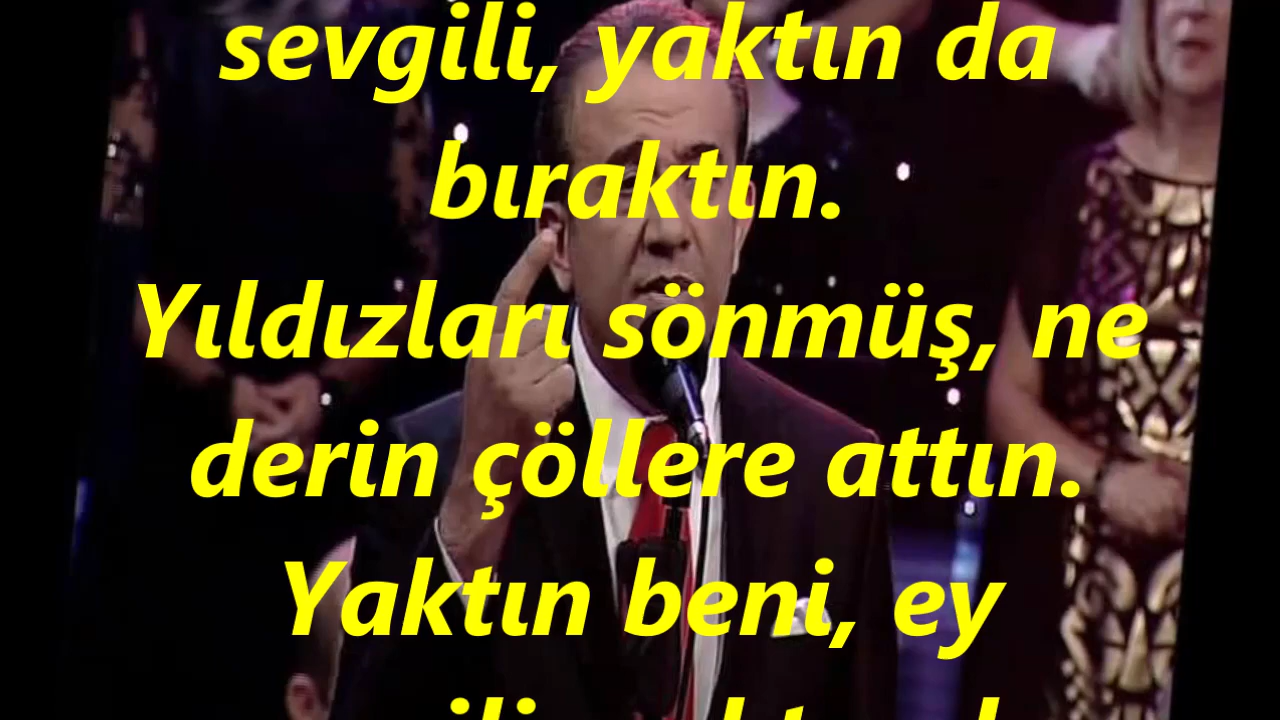 sevgili, yaktın da
bıraktın.
Yıldızları sönmüş, ne
derin çöllere attın.
Yaktın beni, ey